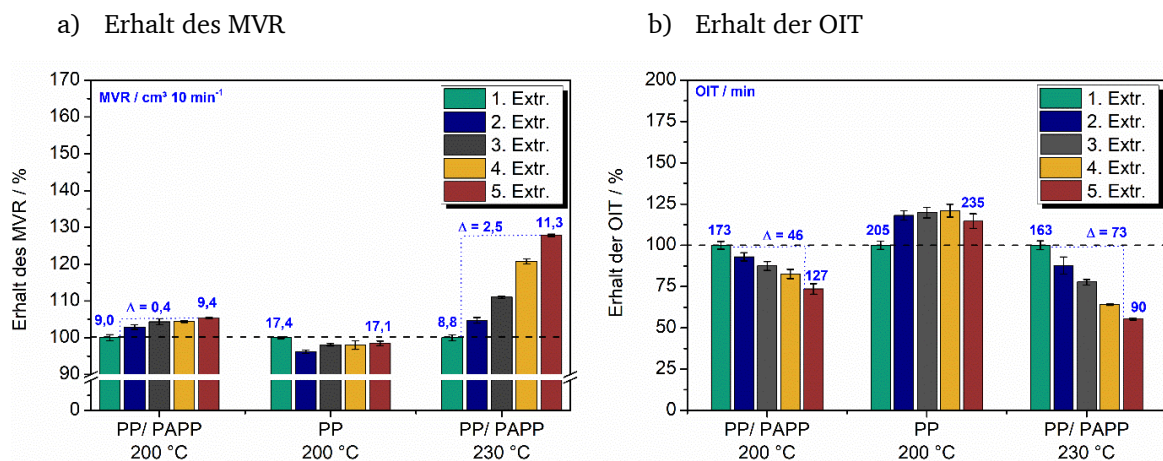 a) Erhalt des MVR
170
160
150
140
130
120
110
100
90
0
Erhalt des MVR / %
MVR / cm³ 10 min⁻¹
1. Extr.
2. Extr.
3. Extr.
4. Extr.
5. Extr.
9,0
Δ = 0,4
9,4
17,4
17,1
8,8
Δ = 2,5
11,3
PP/ PAPP
200 °C
PP
200 °C
PP/ PAPP
230 °C
b) Erhalt der OIT
200
175
150
125
100
75
50
25
0
Erhalt der OIT / %
OIT / min
1. Extr.
2. Extr.
3. Extr.
4. Extr.
5. Extr.
173
Δ = 46
127
205
235
163
Δ = 73
90
PP/ PAPP
200 °C
PP
200 °C
PP/ PAPP
230 °C